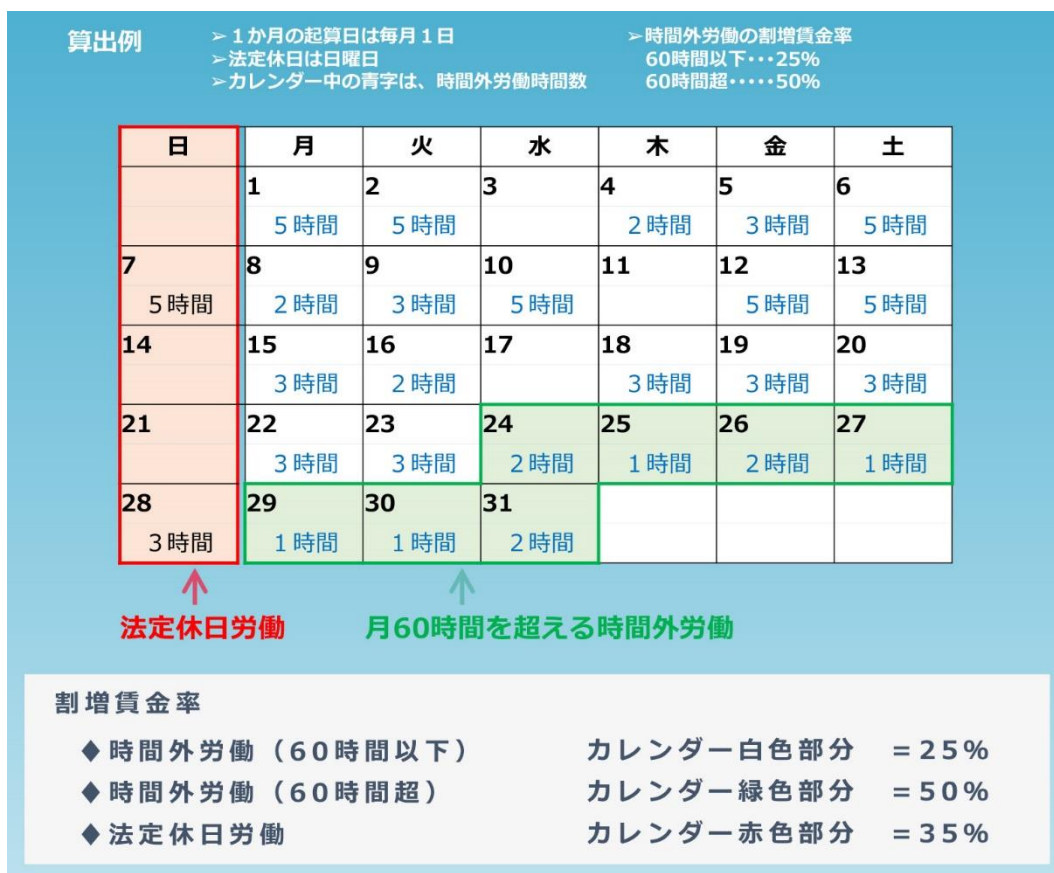 算出例
➢１か月の起算日は毎月１日
➢法定休日は日曜日
➢カレンダー中の青字は、時間外労働時間数
➢時間外労働の割増賃金率
60時間以下･･･25%
60時間超･････50%
日 月 火 水 木 金 土
1 2 3 4 5 6
５時間 ５時間 ２時間 ３時間 ５時間
7 8 9 10 11 12 13
５時間 ２時間 ３時間 ５時間 ５時間 ５時間
14 15 16 17 18 19 20
３時間 ２時間 ３時間 ３時間 ３時間
21 22 23 24 25 26 27
３時間 ３時間 ２時間 １時間 ２時間 １時間
28 29 30 31
３時間 １時間 １時間 ２時間
法定休日労働 月60時間を超える時間外労働
割増賃金率
◆時間外労働（60時間以下） カレンダー白色部分 =25%
◆時間外労働（60時間超） カレンダー緑色部分 =50%
◆法定休日労働 カレンダー赤色部分 =35%